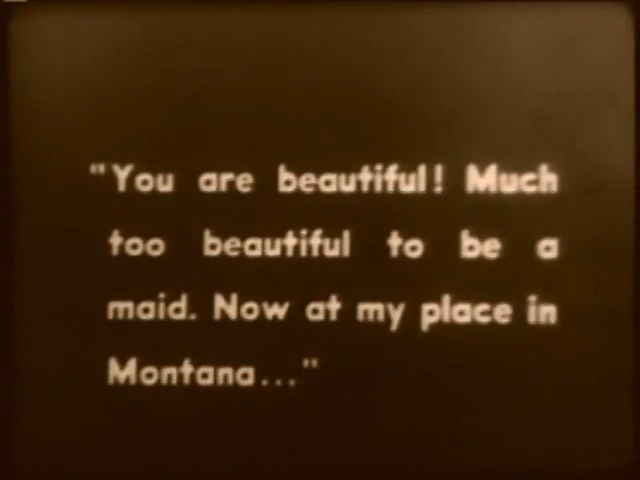 "You are beautiful! Much
too beautiful to be a
maid. Now at my place in
Montana..."